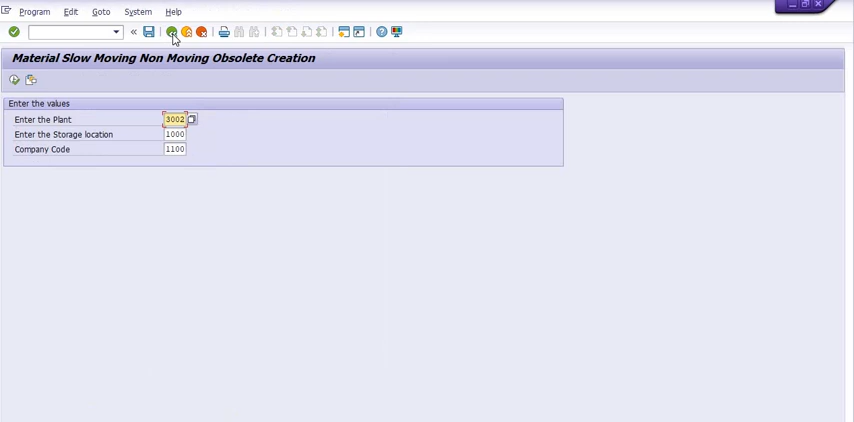 Program Edit Goto System Help
Material Slow Moving Non Moving Obsolete Creation
Enter the values
Enter the Plant 3002
Enter the Storage location 1000
Company Code 1100